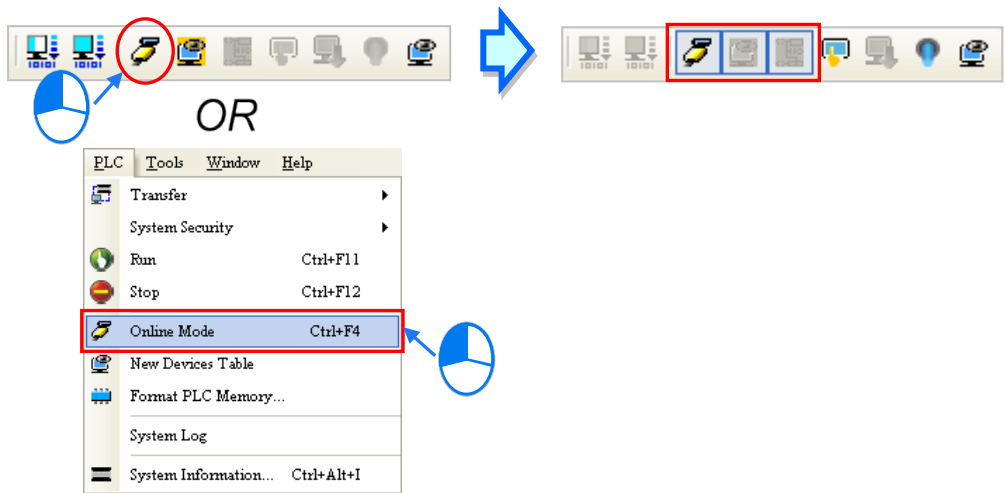 OR
PLC Tools Window Help
Transfer
System Security
Run Ctrl+F11
Stop Ctrl+F12
Online Mode Ctrl+F4
New Devices Table
Format PLC Memory...
System Log
System Information... Ctrl+Alt+I